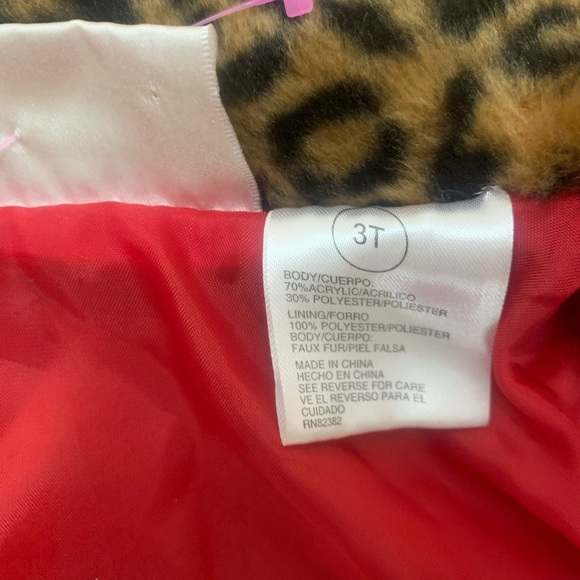 3T
BODY/CUERPO:
70%ACRYLIC/ACRILICO
30% POLYESTER/POLIESTER
LINING/FORRO
100% POLYESTER/POLIESTER
BODY/CUERPO:
FAUX FUR/PIEL FALSA
MADE IN CHINA
HECHO EN CHINA
SEE REVERSE FOR CARE
VE EL REVERSO PARA EL
CUIDADO
RN82382